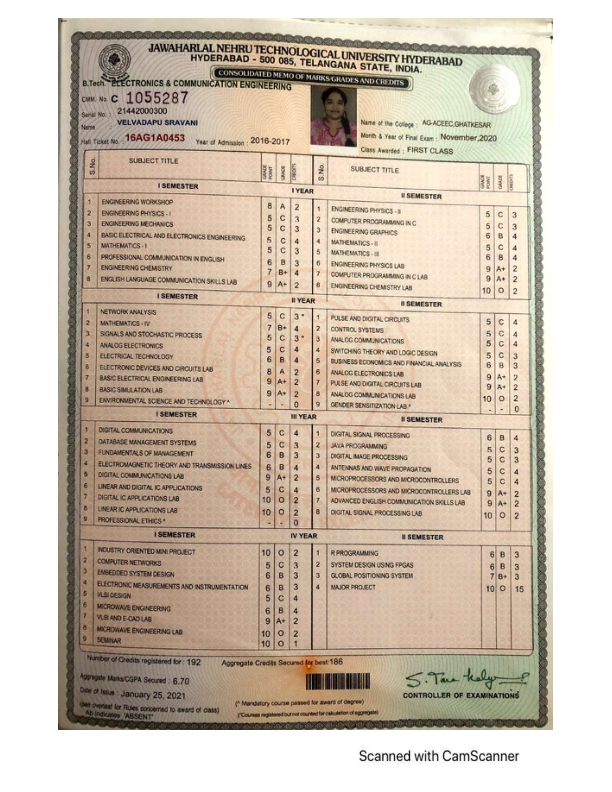 JAWAHARLAL NEHRU TECHNOLOGICAL UNIVERSITY HYDERABAD
HYDERABAD - 500 085, TELANGANA STATE, INDIA.
CONSOLIDATED MEMO OF MARKS/GRADES AND CREDITS
B.Tech. ELECTRONICS & COMMUNICATION ENGINEERING
CMM. No. C 1055287
Serial No : 21442000300
Name VELVADAPU SRAVANI
Hall Ticket No. 16AG1A0453 Year of Admission : 2016-2017
Name of the College : AG-ACEEC,GHATKESAR
Month & Year of Final Exam : November,2020
Class Awarded : FIRST CLASS
S.No. SUBJECT TITLE GRADE POINT GRADE CREDITS SUBJECT TITLE GRADE POINT GRADE CREDITS
I SEMESTER I YEAR II SEMESTER
1 ENGINEERING WORKSHOP 8 A 2
2 ENGINEERING PHYSICS - I 5 C 3
3 ENGINEERING MECHANICS 5 C 3
4 BASIC ELECTRICAL AND ELECTRONICS ENGINEERING 5 C 4
5 MATHEMATICS - I 5 C 3
6 PROFESSIONAL COMMUNICATION IN ENGLISH 6 B 3
7 ENGINEERING CHEMISTRY 7 B+ 4
8 ENGLISH LANGUAGE COMMUNICATION SKILLS LAB 9 A+ 2
1 ENGINEERING PHYSICS - II 5 C 3
2 COMPUTER PROGRAMMING IN C 5 C 3
3 ENGINEERING GRAPHICS 6 B 4
4 MATHEMATICS - II 5 C 4
5 MATHEMATICS - III 6 B 4
6 ENGINEERING PHYSICS LAB 9 A+ 2
7 COMPUTER PROGRAMMING IN C LAB 9 A+ 2
8 ENGINEERING CHEMISTRY LAB 10 O 2
I SEMESTER II YEAR II SEMESTER
1 NETWORK ANALYSIS 5 C 3 *
2 MATHEMATICS - IV 7 B+ 4
3 SIGNALS AND STOCHASTIC PROCESS 5 C 3 *
4 ANALOG ELECTRONICS 5 C 4
5 ELECTRICAL TECHNOLOGY 6 B 4
6 ELECTRONIC DEVICES AND CIRCUITS LAB 8 A 2
7 BASIC ELECTRICAL ENGINEERING LAB 9 A+ 2
8 BASIC SIMULATION LAB 9 A+ 2
9 ENVIRONMENTAL SCIENCE AND TECHNOLOGY ^ - - 0
1 PULSE AND DIGITAL CIRCUITS 5 C 4
2 CONTROL SYSTEMS 5 C 4
3 ANALOG COMMUNICATIONS 5 C 4
4 SWITCHING THEORY AND LOGIC DESIGN 5 C 3
5 BUSINESS ECONOMICS AND FINANCIAL ANALYSIS 6 B 3
6 ANALOG ELECTRONICS LAB 9 A+ 2
7 PULSE AND DIGITAL CIRCUITS LAB 9 A+ 2
8 ANALOG COMMUNICATIONS LAB 10 O 2
9 GENDER SENSITIZATION LAB ^ - - 0
I SEMESTER III YEAR II SEMESTER
1 DIGITAL COMMUNICATIONS 5 C 4
2 DATABASE MANAGEMENT SYSTEMS 5 C 3
3 FUNDAMENTALS OF MANAGEMENT 6 B 3
4 ELECTROMAGNETIC THEORY AND TRANSMISSION LINES 6 B 4
5 DIGITAL COMMUNICATIONS LAB 9 A+ 2
6 LINEAR AND DIGITAL IC APPLICATIONS 5 C 4
7 DIGITAL IC APPLICATIONS LAB 10 O 2
8 LINEAR IC APPLICATIONS LAB 10 O 2
9 PROFESSIONAL ETHICS ^ - - 0
1 DIGITAL SIGNAL PROCESSING 6 B 4
2 JAVA PROGRAMMING 5 C 3
3 DIGITAL IMAGE PROCESSING 5 C 3
4 ANTENNAS AND WAVE PROPAGATION 5 C 4
5 MICROPROCESSORS AND MICROCONTROLLERS 5 C 4
6 MICROPROCESSORS AND MICROCONTROLLERS LAB 9 A+ 2
7 ADVANCED ENGLISH COMMUNICATION SKILLS LAB 9 A+ 2
8 DIGITAL SIGNAL PROCESSING LAB 10 O 2
I SEMESTER IV YEAR II SEMESTER
1 INDUSTRY ORIENTED MINI PROJECT 10 O 2
2 COMPUTER NETWORKS 5 C 3
3 EMBEDDED SYSTEM DESIGN 6 B 3
4 ELECTRONIC MEASUREMENTS AND INSTRUMENTATION 6 B 3
5 VLSI DESIGN 5 C 4
6 MICROWAVE ENGINEERING 6 B 4
7 VLSI AND E-CAD LAB 9 A+ 2
8 MICROWAVE ENGINEERING LAB 10 O 2
9 SEMINAR 10 O 1
1 R PROGRAMMING 6 B 3
2 SYSTEM DESIGN USING FPGAS 6 B 3
3 GLOBAL POSITIONING SYSTEM 7 B+ 3
4 MAJOR PROJECT 10 O 15
Number of Credits registered for : 192 Aggregate Credits Secured for best:186
Aggregate Marks/CGPA Secured : 6.70
Date of Issue : January 25, 2021
(see overleaf for Rules concerned to award of class)
Ab indicates 'ABSENT'
(^ Mandatory course passed for award of degree)
(*Courses registered but not counted for calculation of aggregate)
CONTROLLER OF EXAMINATIONS
Scanned with CamScanner